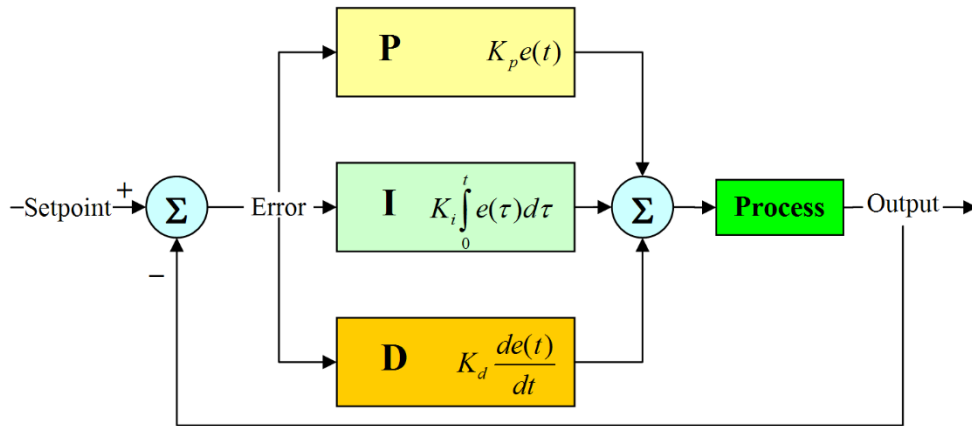 P K_p e(t)
–Setpoint + Σ Error I K_i ∫_0^t e(τ)dτ Σ Process Output
–
D K_d de(t)/dt